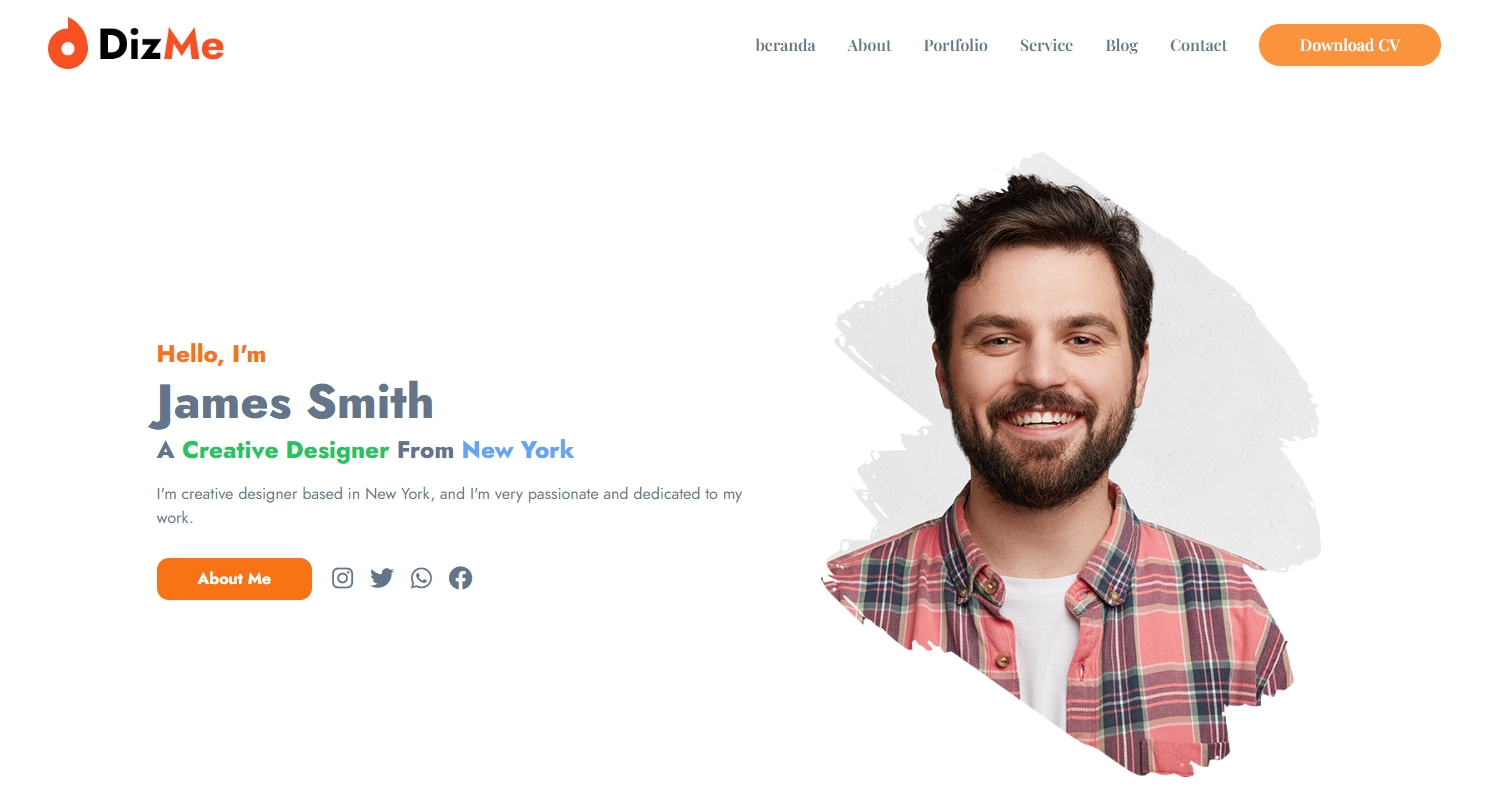 DizMe
beranda About Portfolio Service Blog Contact Download CV
Hello, I'm
James Smith
A Creative Designer From New York
I'm creative designer based in New York, and I'm very passionate and dedicated to my
work.
About Me